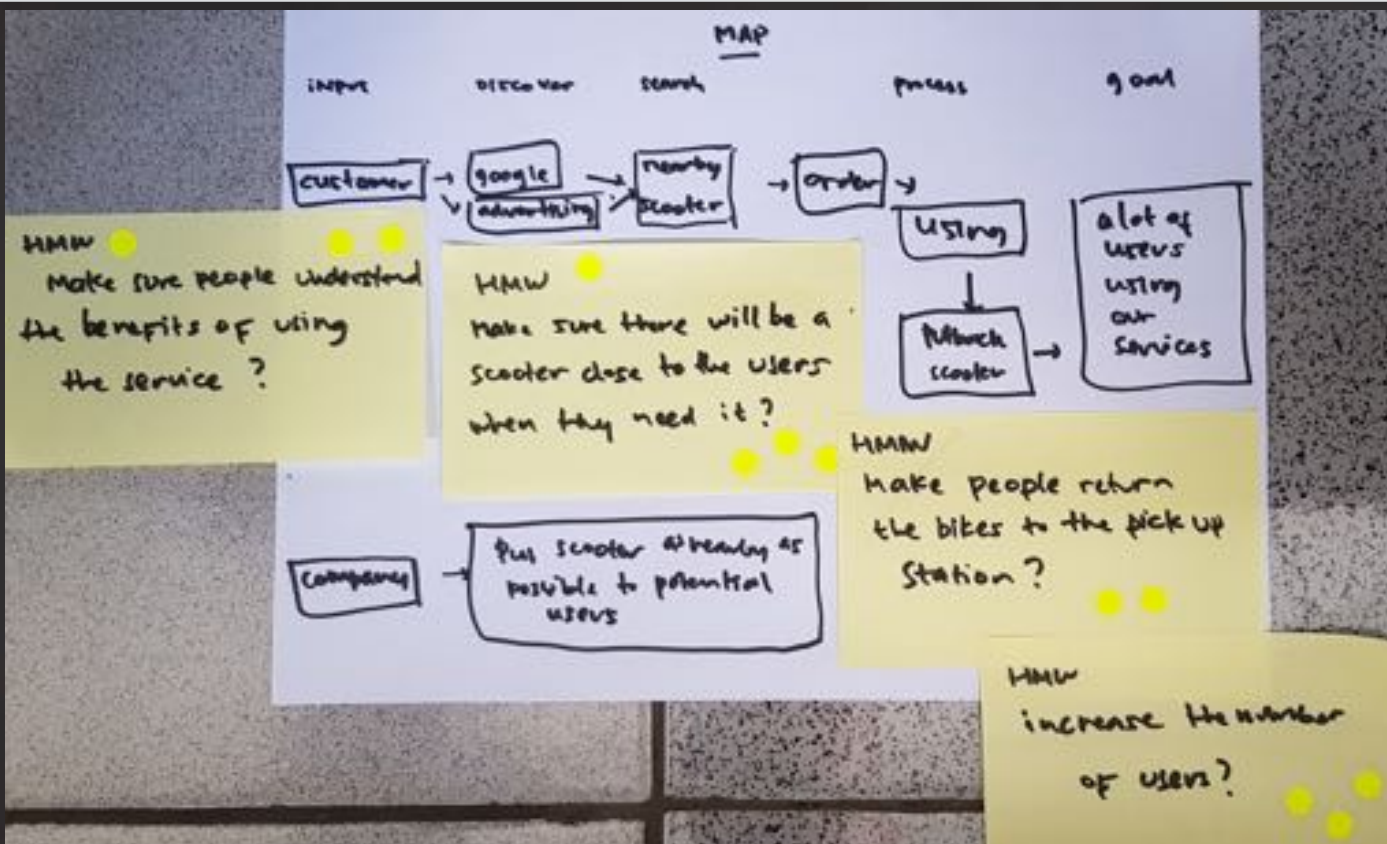 MAP
input
Discover
search
process
goal
customer
google
advertising
nearby
scooter
order
using
scooter
a lot of
users
using
our
services
HMW
Make sure people understand
the benefits of using
the service ?
HMW
Make sure there will be a
scooter close to the users
when they need it ?
HMW
Make people return
the bikes to the pick up
Station ?
company
Put scooter as nearby as
possible to potential
users
HMW
increase the number
of users ?